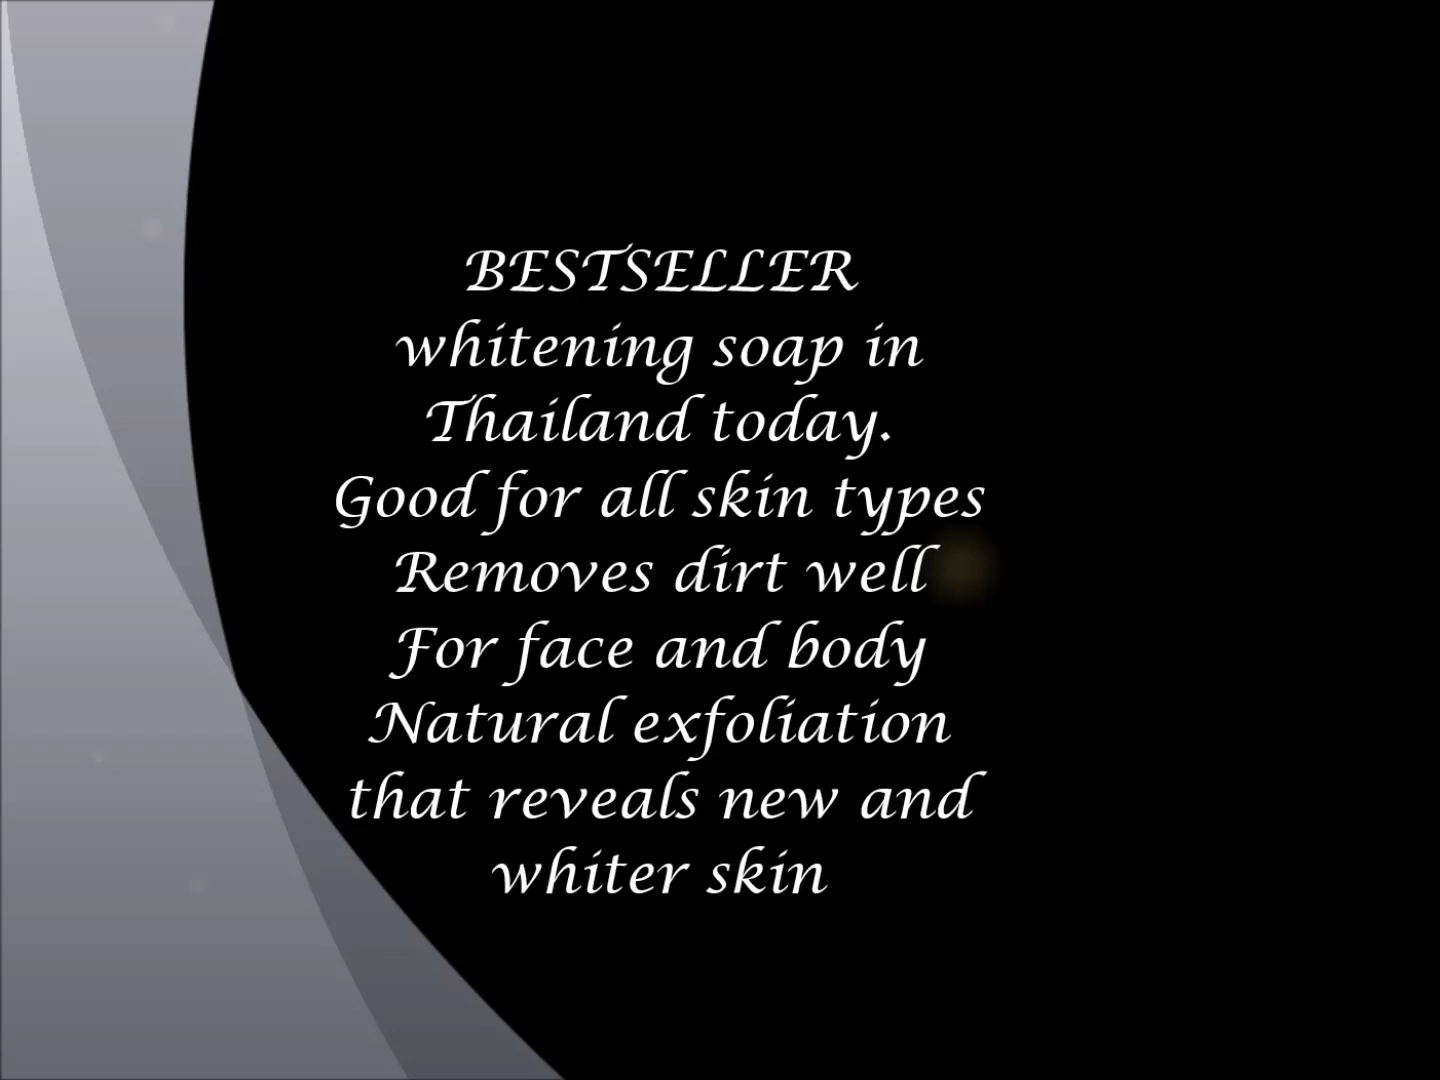 BESTSELLER
whitening soap in
Thailand today.
Good for all skin types
Removes dirt well
For face and body
Natural exfoliation
that reveals new and
whiter skin